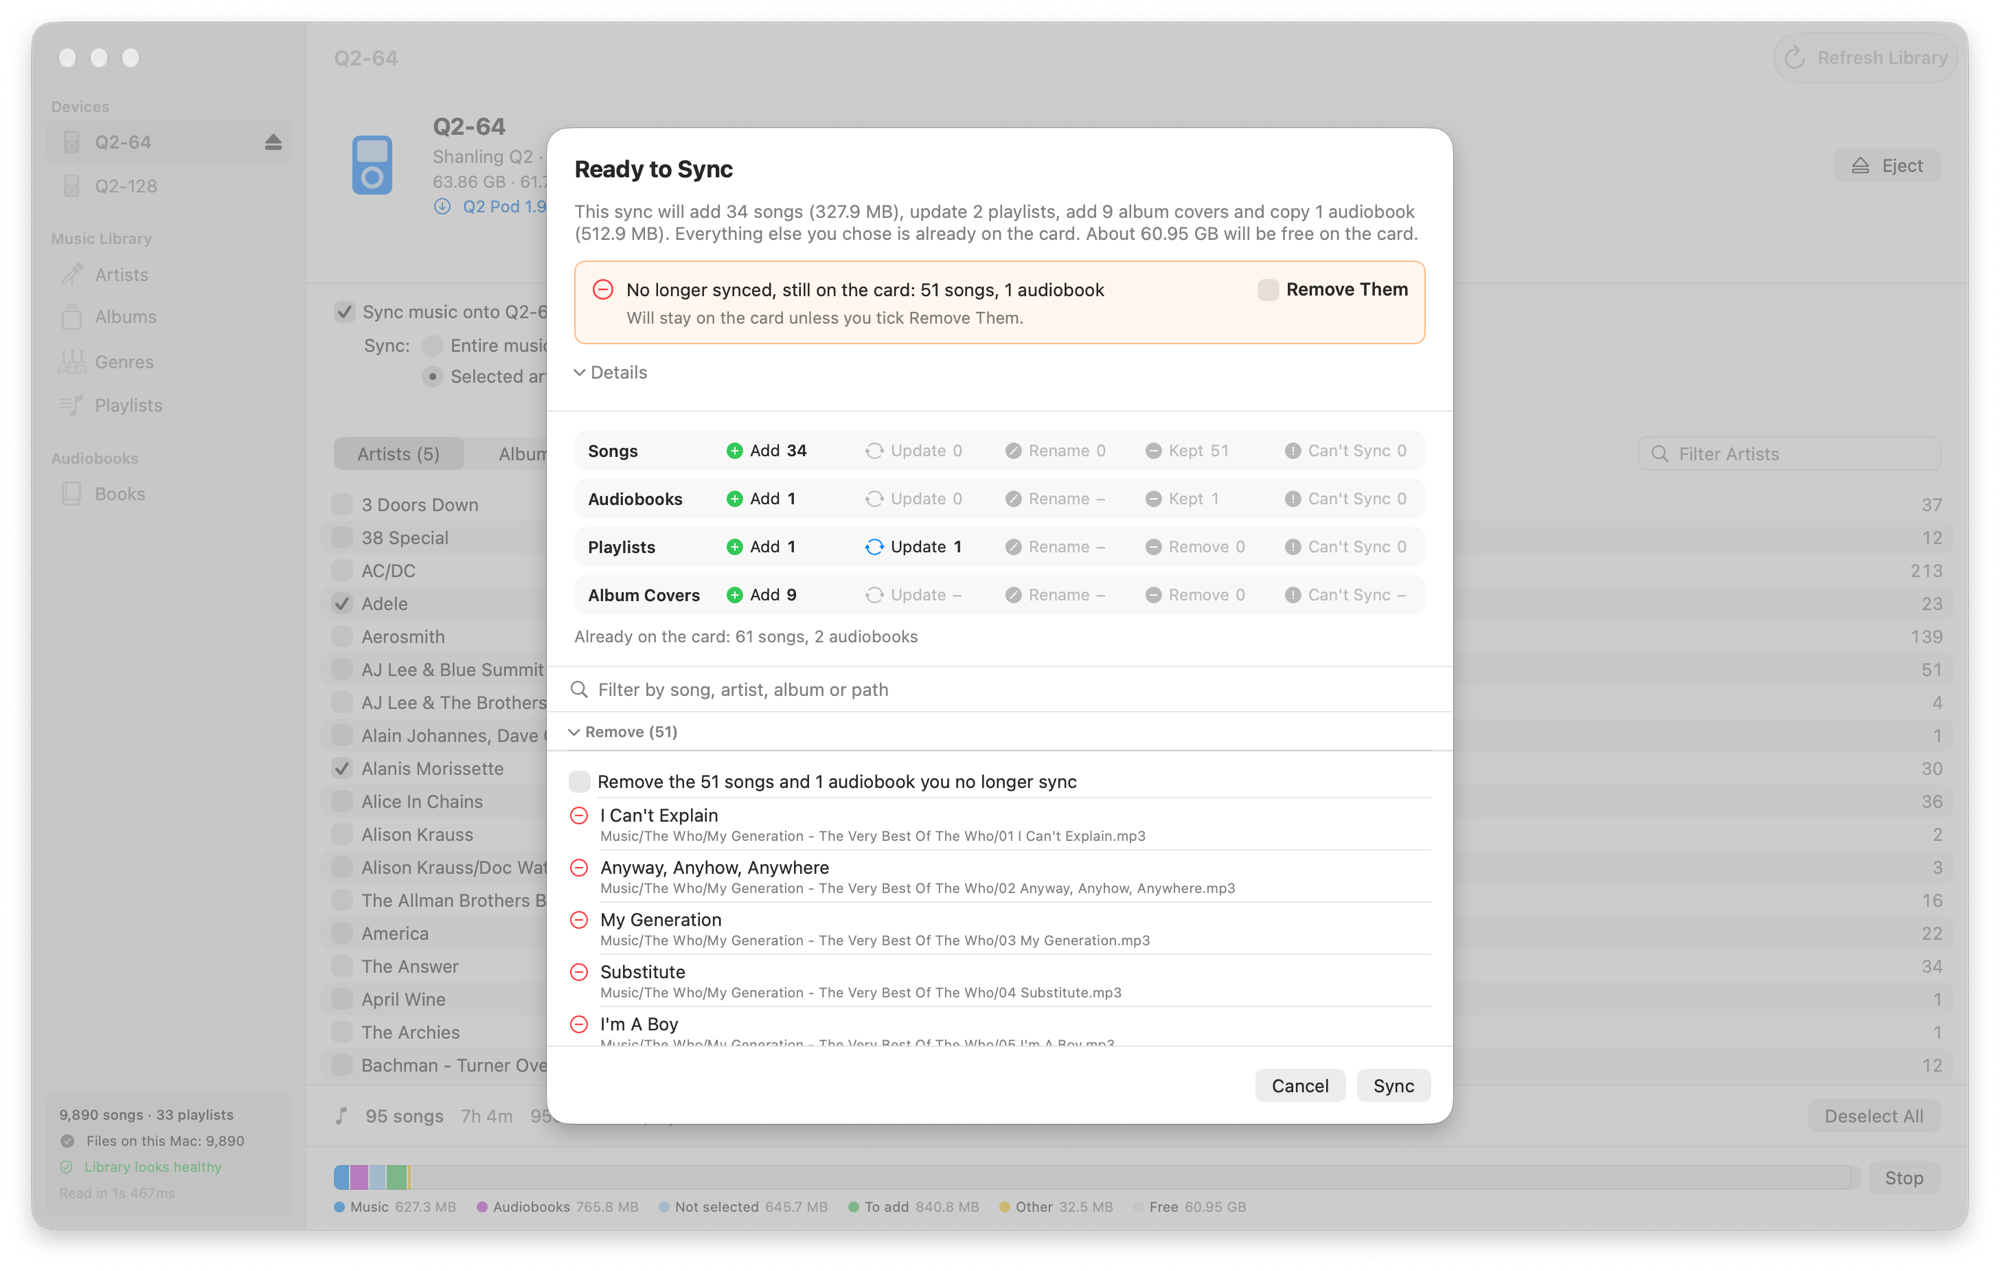 Q2-64
Refresh Library
Devices
Q2-64
Q2-128
Music Library
Artists
Albums
Genres
Playlists
Audiobooks
Books
9,890 songs · 33 playlists
Files on this Mac: 9,890
Library looks healthy
Read in 1s 467ms
Q2-64
Shanling Q2 ·
63.86 GB · 61.7
Q2 Pod 1.9
Eject
Sync music onto Q2-6
Sync: Entire music
Selected art
Artists (5) Album
Filter Artists
3 Doors Down 37
38 Special 12
AC/DC 213
Adele 23
Aerosmith 139
AJ Lee & Blue Summit 51
AJ Lee & The Brothers 4
Alain Johannes, Dave 1
Alanis Morissette 30
Alice In Chains 36
Alison Krauss 2
Alison Krauss/Doc Wat 3
The Allman Brothers B 16
America 22
The Answer 34
April Wine 1
The Archies 1
Bachman - Turner Ove 12
95 songs 7h 4m 95
Deselect All
Stop
Music 627.3 MB Audiobooks 765.8 MB Not selected 645.7 MB To add 840.8 MB Other 32.5 MB Free 60.95 GB
Ready to Sync
This sync will add 34 songs (327.9 MB), update 2 playlists, add 9 album covers and copy 1 audiobook
(512.9 MB). Everything else you chose is already on the card. About 60.95 GB will be free on the card.
No longer synced, still on the card: 51 songs, 1 audiobook Remove Them
Will stay on the card unless you tick Remove Them.
Details
Songs Add 34 Update 0 Rename 0 Kept 51 Can't Sync 0
Audiobooks Add 1 Update 0 Rename – Kept 1 Can't Sync 0
Playlists Add 1 Update 1 Rename – Remove 0 Can't Sync 0
Album Covers Add 9 Update – Rename – Remove 0 Can't Sync –
Already on the card: 61 songs, 2 audiobooks
Filter by song, artist, album or path
Remove (51)
Remove the 51 songs and 1 audiobook you no longer sync
I Can't Explain
Music/The Who/My Generation - The Very Best Of The Who/01 I Can't Explain.mp3
Anyway, Anyhow, Anywhere
Music/The Who/My Generation - The Very Best Of The Who/02 Anyway, Anyhow, Anywhere.mp3
My Generation
Music/The Who/My Generation - The Very Best Of The Who/03 My Generation.mp3
Substitute
Music/The Who/My Generation - The Very Best Of The Who/04 Substitute.mp3
I'm A Boy
Music/The Who/My Generation - The Very Best Of The Who/05 I'm A Boy.mp3
Cancel Sync